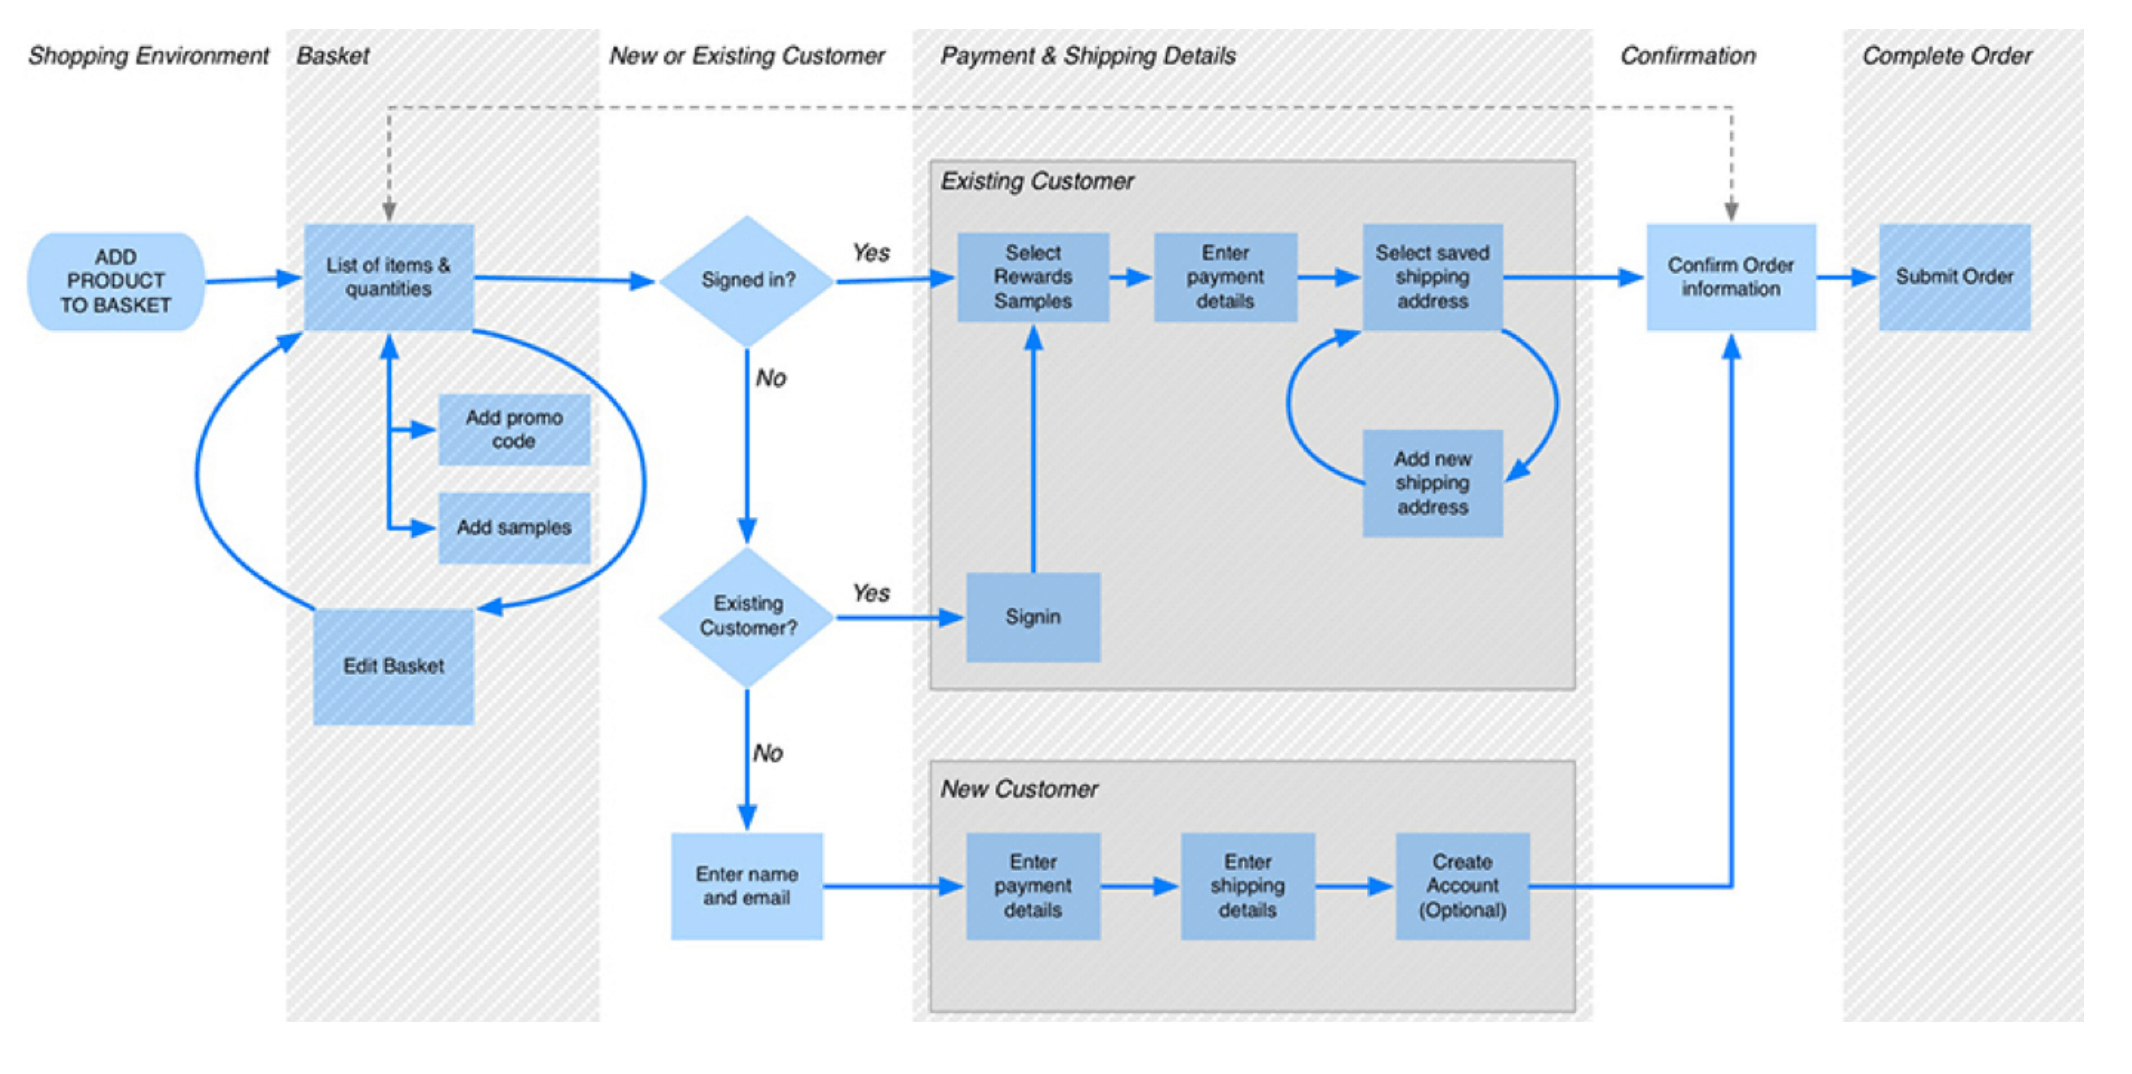 Shopping Environment
Basket
New or Existing Customer
Payment & Shipping Details
Confirmation
Complete Order
Existing Customer
ADD
PRODUCT
TO BASKET
List of items &
quantities
Signed in?
Yes
Select
Rewards
Samples
Enter
payment
details
Select saved
shipping
address
Confirm Order
information
Submit Order
No
Add promo
code
Add samples
Add new
shipping
address
Edit Basket
Existing
Customer?
Yes
Signin
No
New Customer
Enter name
and email
Enter
payment
details
Enter
shipping
details
Create
Account
(Optional)